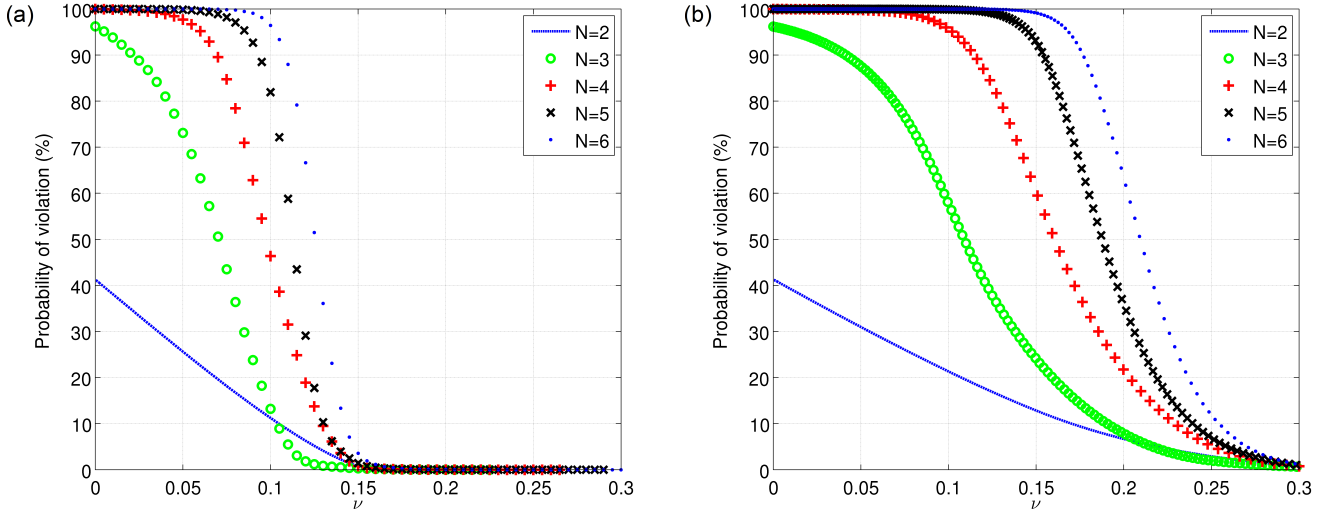 (a)
Probability of violation (%)
100
90
80
70
60
50
40
30
20
10
0
0
0.05
0.1
0.15
0.2
0.25
0.3
ν
N=2
N=3
N=4
N=5
N=6
(b)
Probability of violation (%)
100
90
80
70
60
50
40
30
20
10
0
0
0.05
0.1
0.15
0.2
0.25
0.3
ν
N=2
N=3
N=4
N=5
N=6